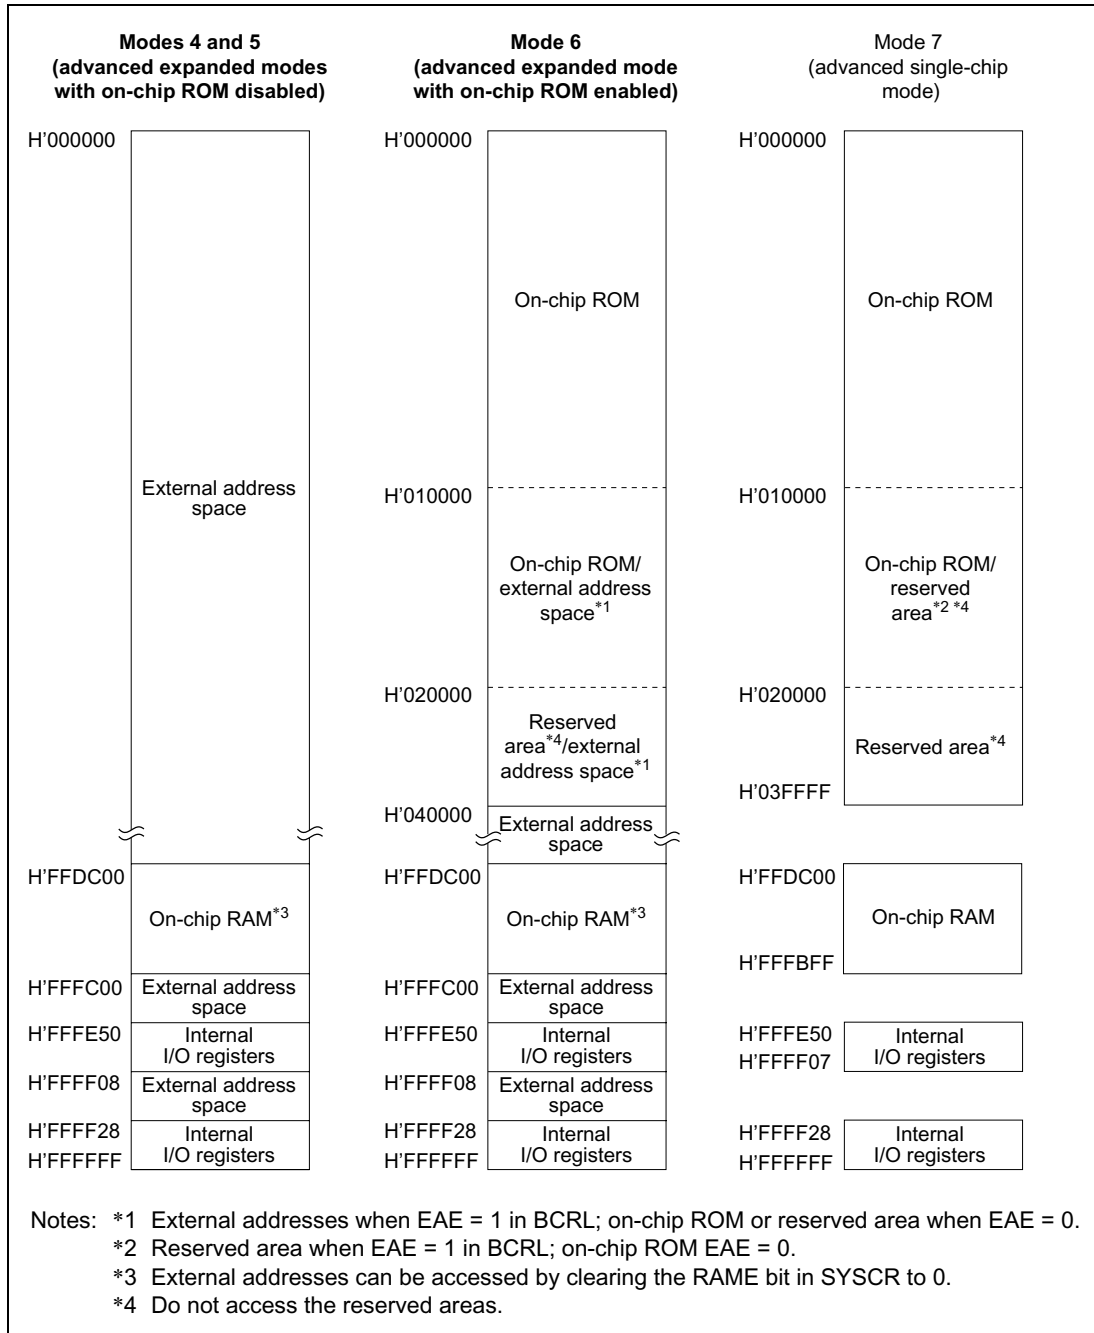 Modes 4 and 5
(advanced expanded modes
with on-chip ROM disabled)
H'000000
External address
space
H'FFDC00
On-chip RAM*3
H'FFFC00
External address
space
H'FFFE50
Internal
I/O registers
H'FFFF08
External address
space
H'FFFF28
Internal
I/O registers
H'FFFFFF
Mode 6
(advanced expanded mode
with on-chip ROM enabled)
H'000000
On-chip ROM
H'010000
On-chip ROM/
external address
space*1
H'020000
Reserved
area*4/external
address space*1
H'040000
External address
space
H'FFDC00
On-chip RAM*3
H'FFFC00
External address
space
H'FFFE50
Internal
I/O registers
H'FFFF08
External address
space
H'FFFF28
Internal
I/O registers
H'FFFFFF
Mode 7
(advanced single-chip
mode)
H'000000
On-chip ROM
H'010000
On-chip ROM/
reserved
area*2 *4
H'020000
Reserved area*4
H'03FFFF
H'FFDC00
On-chip RAM
H'FFFBFF
H'FFFE50
Internal
I/O registers
H'FFFF07
H'FFFF28
Internal
I/O registers
H'FFFFFF
Notes: *1 External addresses when EAE = 1 in BCRL; on-chip ROM or reserved area when EAE = 0.
*2 Reserved area when EAE = 1 in BCRL; on-chip ROM EAE = 0.
*3 External addresses can be accessed by clearing the RAME bit in SYSCR to 0.
*4 Do not access the reserved areas.